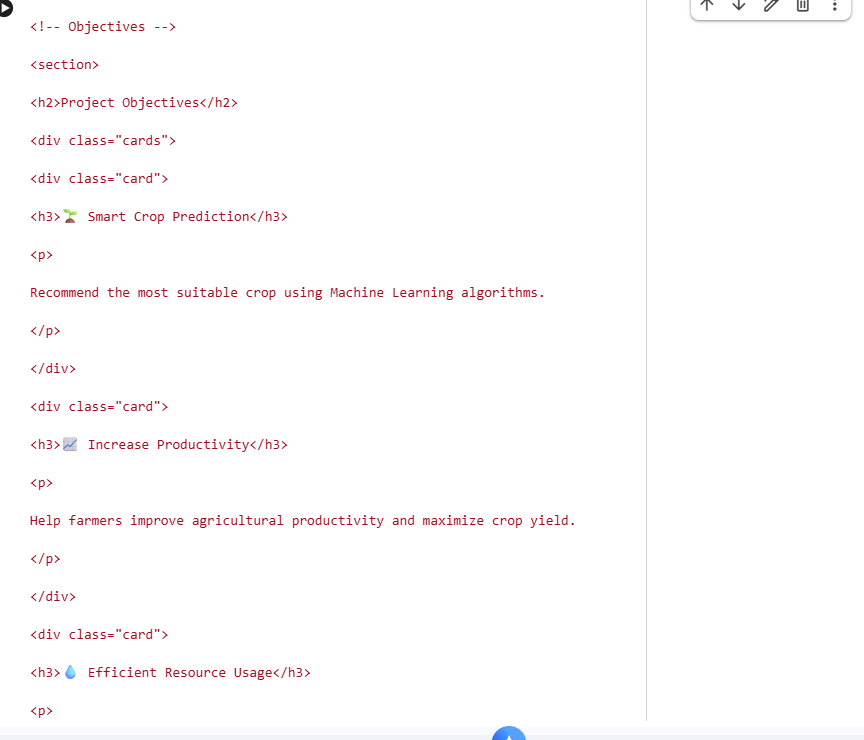 <!-- Objectives -->
<section>
<h2>Project Objectives</h2>
<div class="cards">
<div class="card">
<h3>🌱 Smart Crop Prediction</h3>
<p>
Recommend the most suitable crop using Machine Learning algorithms.
</p>
</div>
<div class="card">
<h3>📈 Increase Productivity</h3>
<p>
Help farmers improve agricultural productivity and maximize crop yield.
</p>
</div>
<div class="card">
<h3>💧 Efficient Resource Usage</h3>
<p>